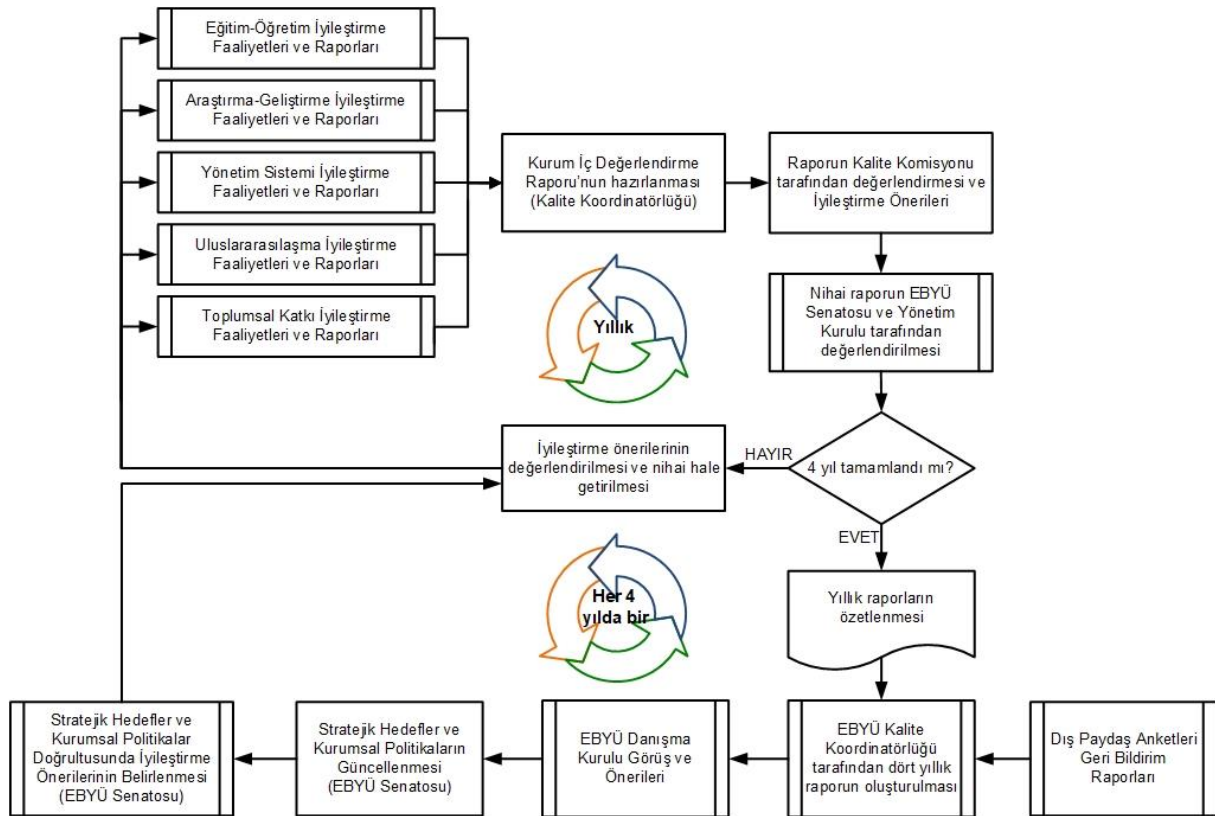 Eğitim-Öğretim İyileştirme
Faaliyetleri ve Raporları
Araştırma-Geliştirme İyileştirme
Faaliyetleri ve Raporları
Yönetim Sistemi İyileştirme
Faaliyetleri ve Raporları
Uluslararasılaşma İyileştirme
Faaliyetleri ve Raporları
Toplumsal Katkı İyileştirme
Faaliyetleri ve Raporları
Kurum İç Değerlendirme
Raporu'nun hazırlanması
(Kalite Koordinatörlüğü)
Raporun Kalite Komisyonu
tarafından değerlendirmesi ve
İyileştirme Önerileri
Nihai raporun EBYÜ
Senatosu ve Yönetim
Kurulu tarafından
değerlendirilmesi
Yıllık
4 yıl tamamlandı mı?
HAYIR
İyileştirme önerilerinin
değerlendirilmesi ve nihai hale
getirilmesi
EVET
Yıllık raporların
özetlenmesi
Her 4
yılda bir
Dış Paydaş Anketleri
Geri Bildirim
Raporları
EBYÜ Kalite
Koordinatörlüğü
tarafından dört yıllık
raporun oluşturulması
EBYÜ Danışma
Kurulu Görüş ve
Önerileri
Stratejik Hedefler ve
Kurumsal Politikaların
Güncellenmesi
(EBYÜ Senatosu)
Stratejik Hedefler ve
Kurumsal Politikalar
Doğrultusunda İyileştirme
Önerilerinin Belirlenmesi
(EBYÜ Senatosu)